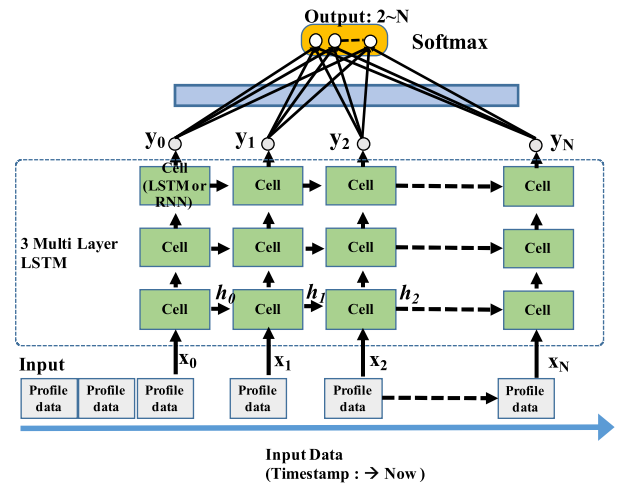 Output: 2~N
Softmax
y0
y1
y2
yN
Cell
(LSTM or
RNN)
Cell
Cell
Cell
3 Multi Layer
LSTM
Cell
Cell
Cell
Cell
h0
h1
h2
Cell
Cell
Cell
Cell
Input
x0
x1
x2
xN
Profile
data
Profile
data
Profile
data
Profile
data
Profile
data
Profile
data
Input Data
(Timestamp : → Now )